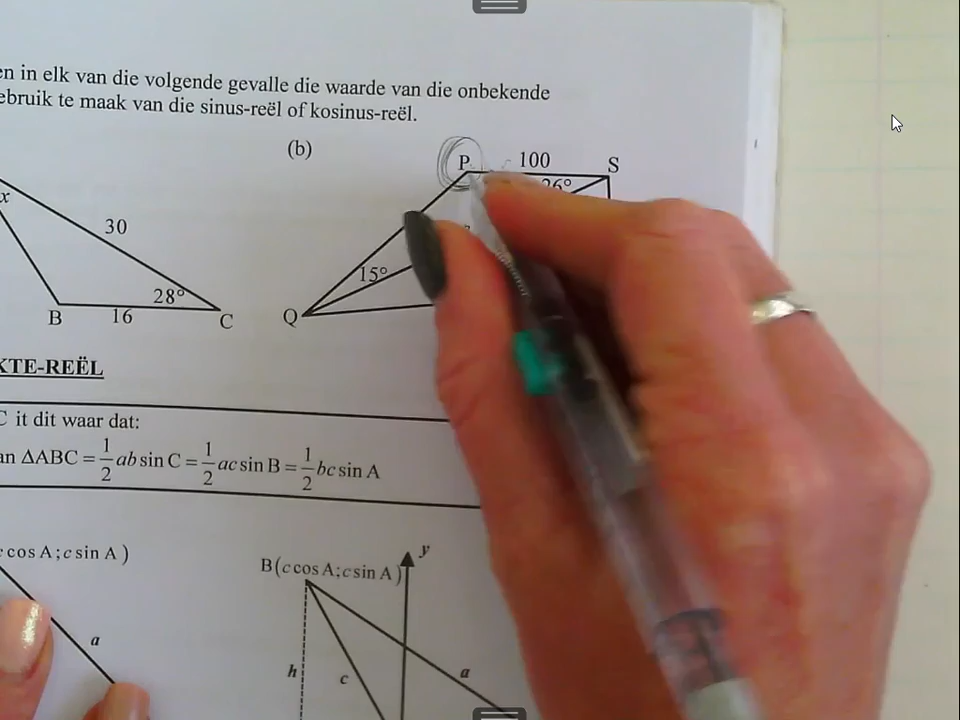 en in elk van die volgende gevalle die waarde van die onbekende
ebruik te maak van die sinus-reël of kosinus-reël.
(b)
P
100
S
26°
x
30
15°
28°
Q
B
16
C
KTE-REËL
C it dit waar dat:
an ΔABC = 1/2 ab sin C = 1/2 ac sin B = 1/2 bc sin A
c cos A ; c sin A )
B( c cos A ; c sin A )
y
a
h
c
a